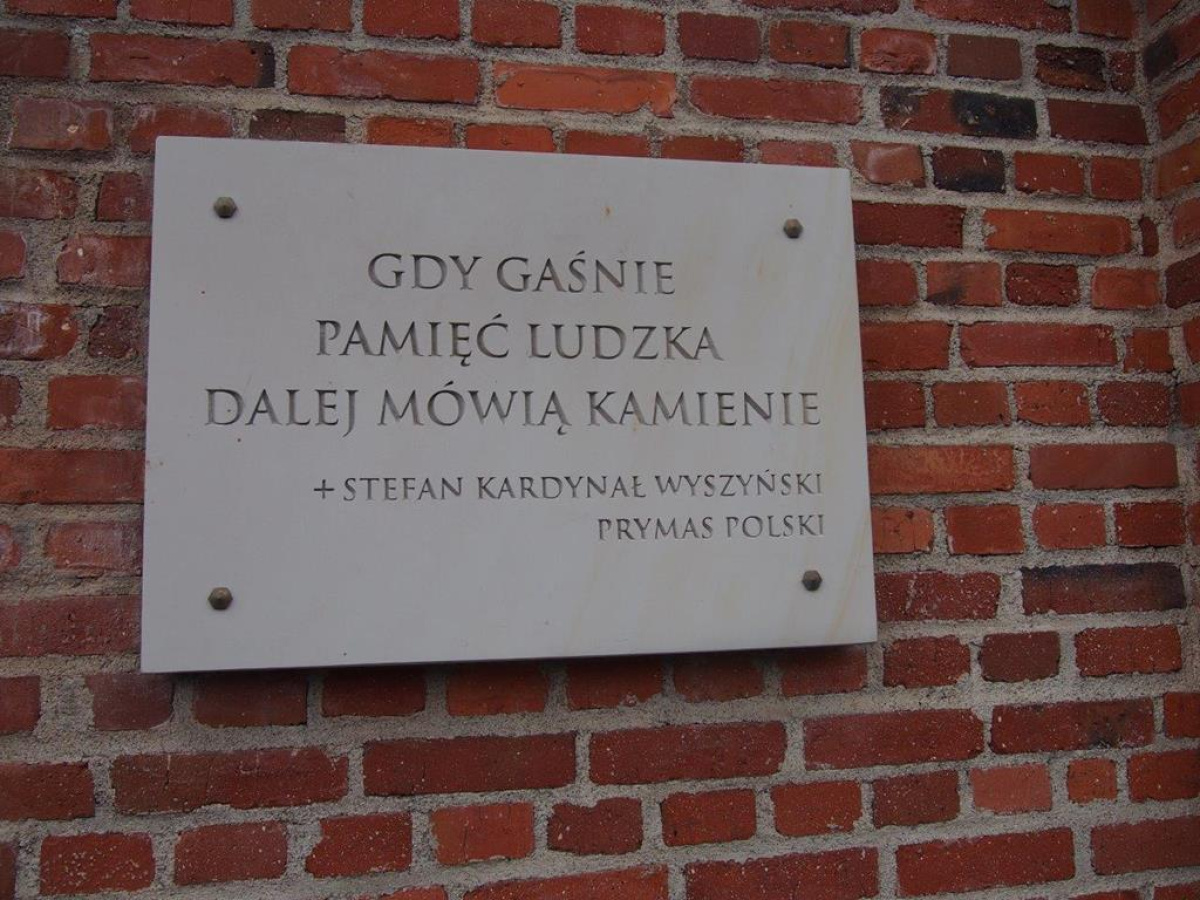 GDY GAŚNIE
PAMIĘĆ LUDZKA
DALEJ MÓWIĄ KAMIENIE
+STEFAN KARDYNAŁ WYSZYŃSKI
PRYMAS POLSKI